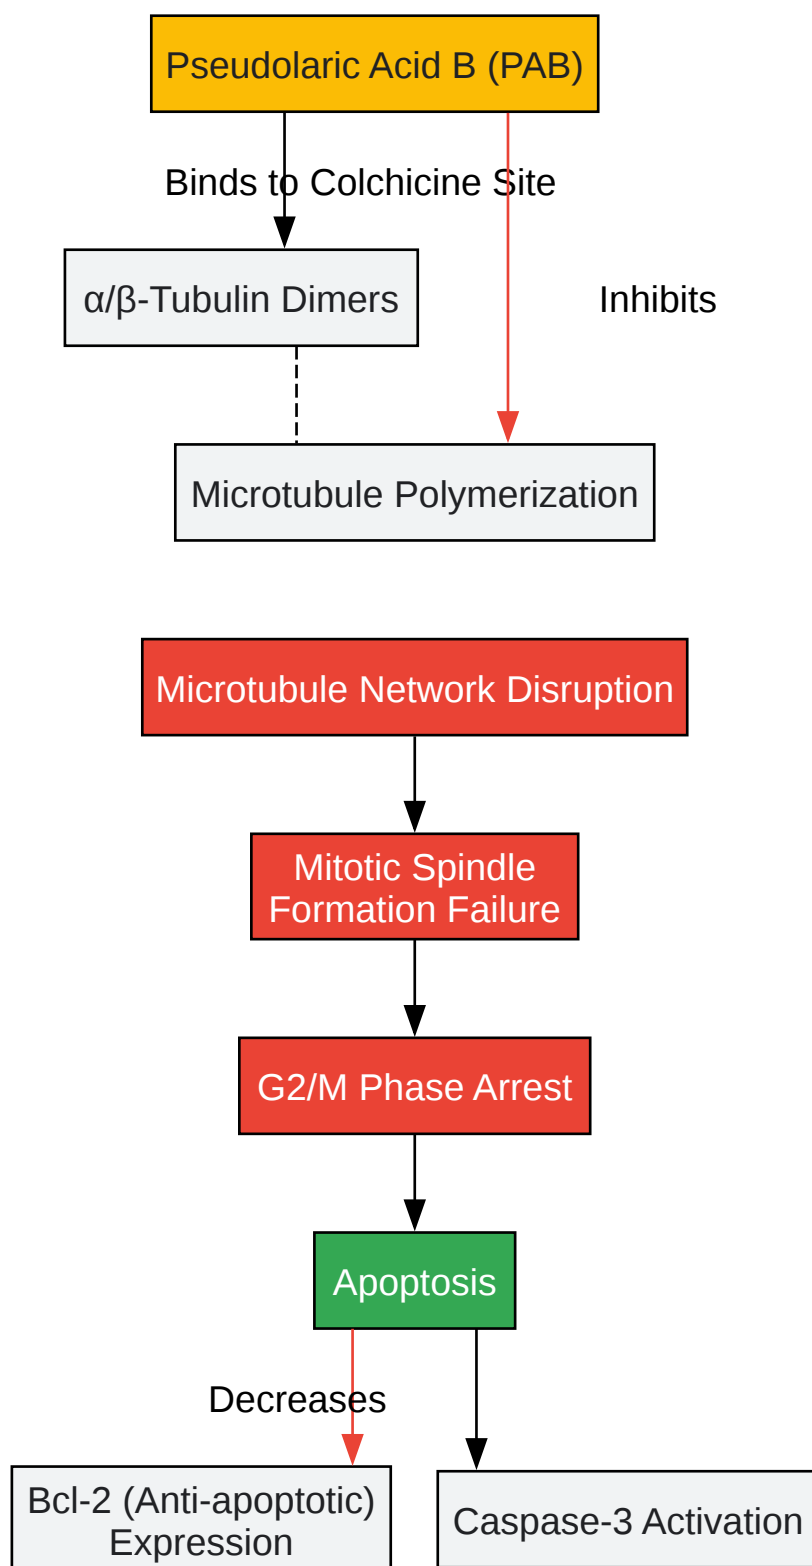 Pseudolaric Acid B (PAB)
Binds to Colchicine Site
α/β-Tubulin Dimers
Inhibits
Microtubule Polymerization
Microtubule Network Disruption
Mitotic Spindle
Formation Failure
G2/M Phase Arrest
Apoptosis
Decreases
Bcl-2 (Anti-apoptotic)
Expression
Caspase-3 Activation